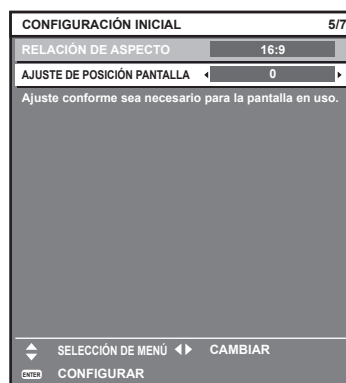 CONFIGURACIÓN INICIAL 5/7
RELACIÓN DE ASPECTO 16:9
AJUSTE DE POSICIÓN PANTALLA 0
Ajuste conforme sea necesario para la pantalla en uso.
SELECCIÓN DE MENÚ CAMBIAR
ENTER CONFIGURAR